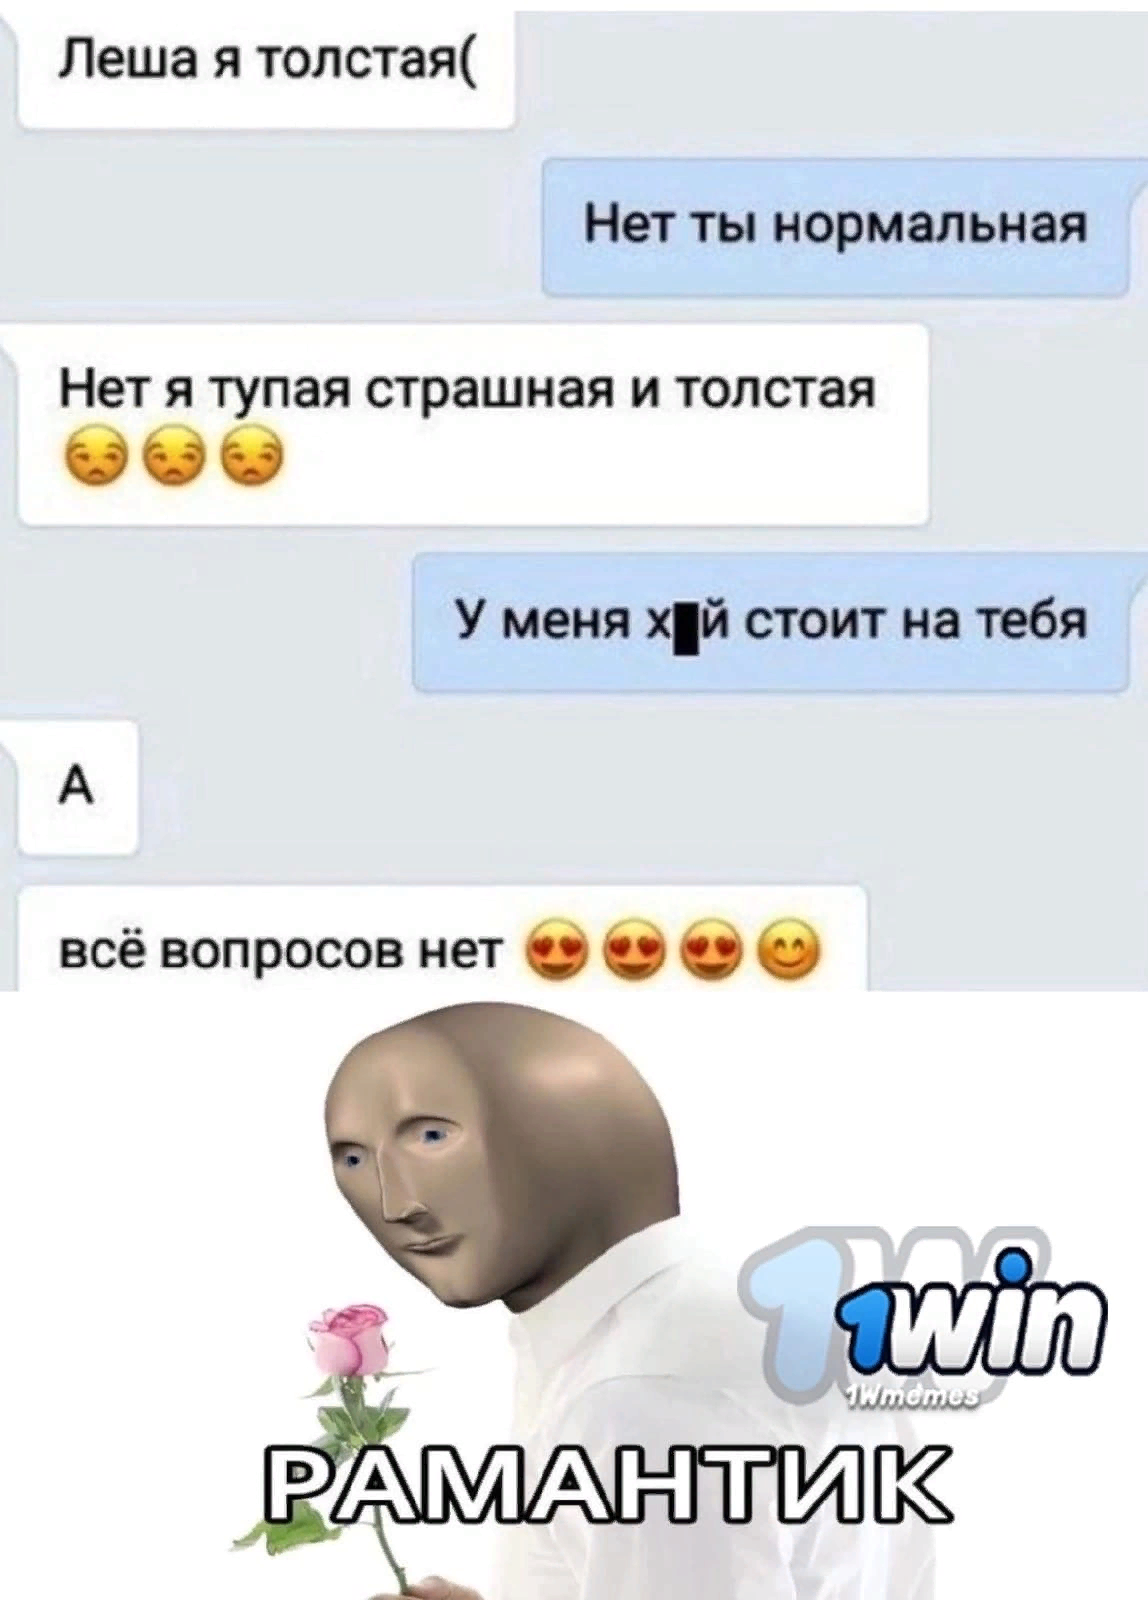 Леша я толстая(
Нет ты нормальная
Нет я тупая страшная и толстая
😒😒😒
У меня х█й стоит на тебя
А
всё вопросов нет 😍😍😍😊
1W
1win
1Wmemes
РАМАНТИК